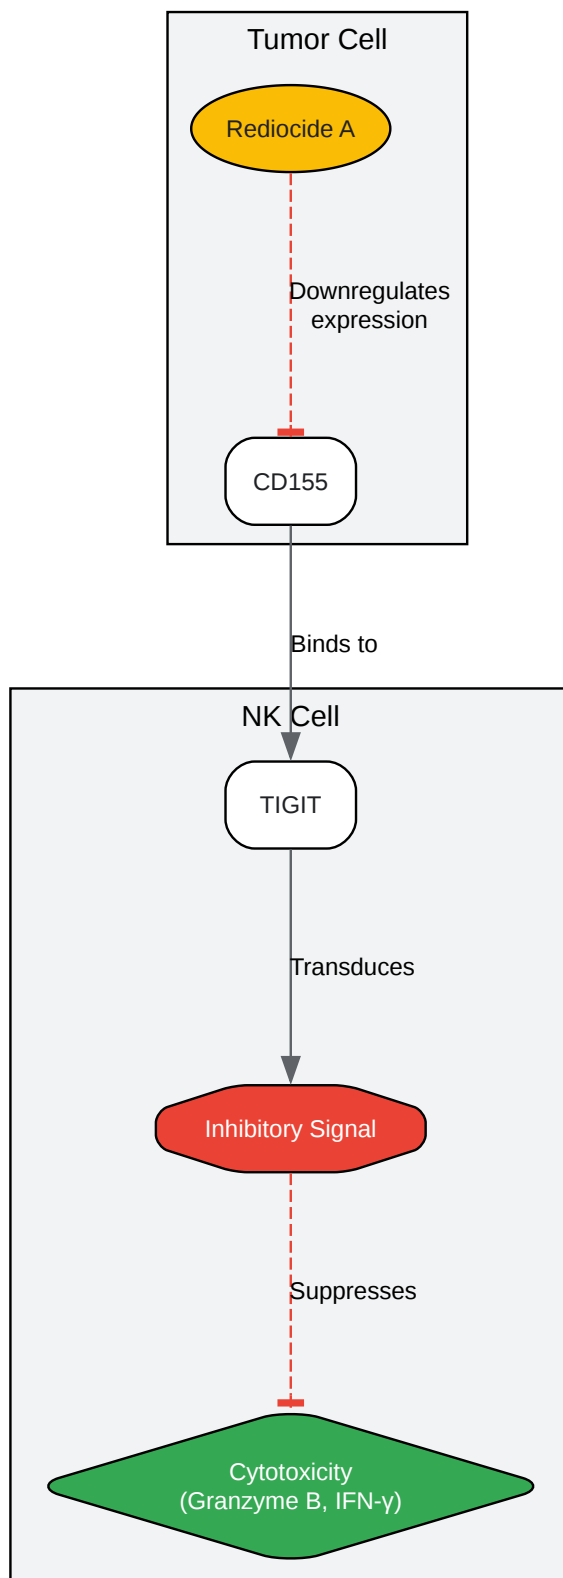 Tumor Cell
Rediocide A
Downregulates
expression
CD155
Binds to
NK Cell
TIGIT
Transduces
Inhibitory Signal
Suppresses
Cytotoxicity
(Granzyme B, IFN-γ)